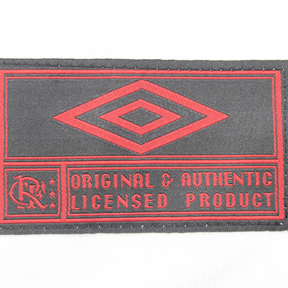 ORIGINAL & AUTHENTIC
LICENSED PRODUCT